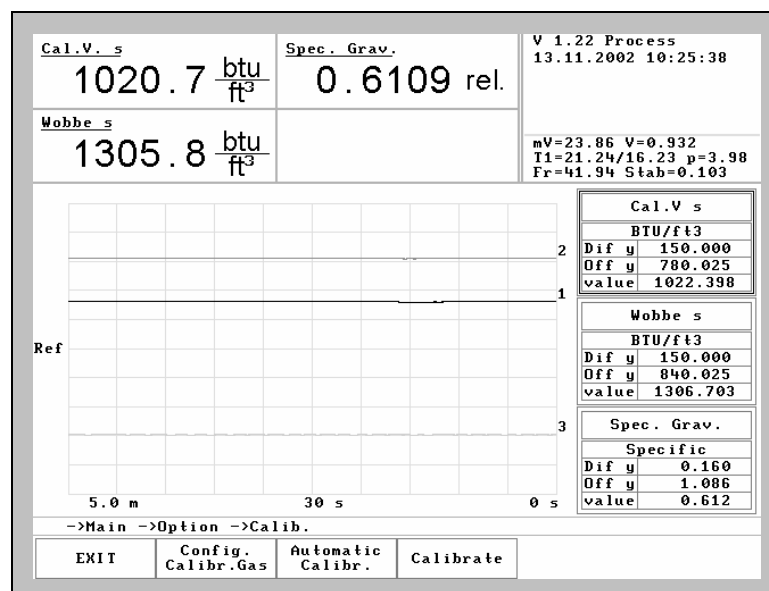 Cal.V. s
1020.7 btu/ft³
Spec. Grav.
0.6109 rel.
V 1.22 Process
13.11.2002 10:25:38
Wobbe s
1305.8 btu/ft³
mV=23.86 V=0.932
T1=21.24/16.23 p=3.98
Fr=41.94 Stab=0.103
2
1
Ref
3
5.0 m
30 s
0 s
Cal.V s
BTU/ft3
Dif y 150.000
Off y 780.025
value 1022.398
Wobbe s
BTU/ft3
Dif y 150.000
Off y 840.025
value 1306.703
Spec. Grav.
Specific
Dif y 0.160
Off y 1.086
value 0.612
->Main ->Option ->Calib.
EXIT
Config.
Calibr.Gas
Automatic
Calibr.
Calibrate